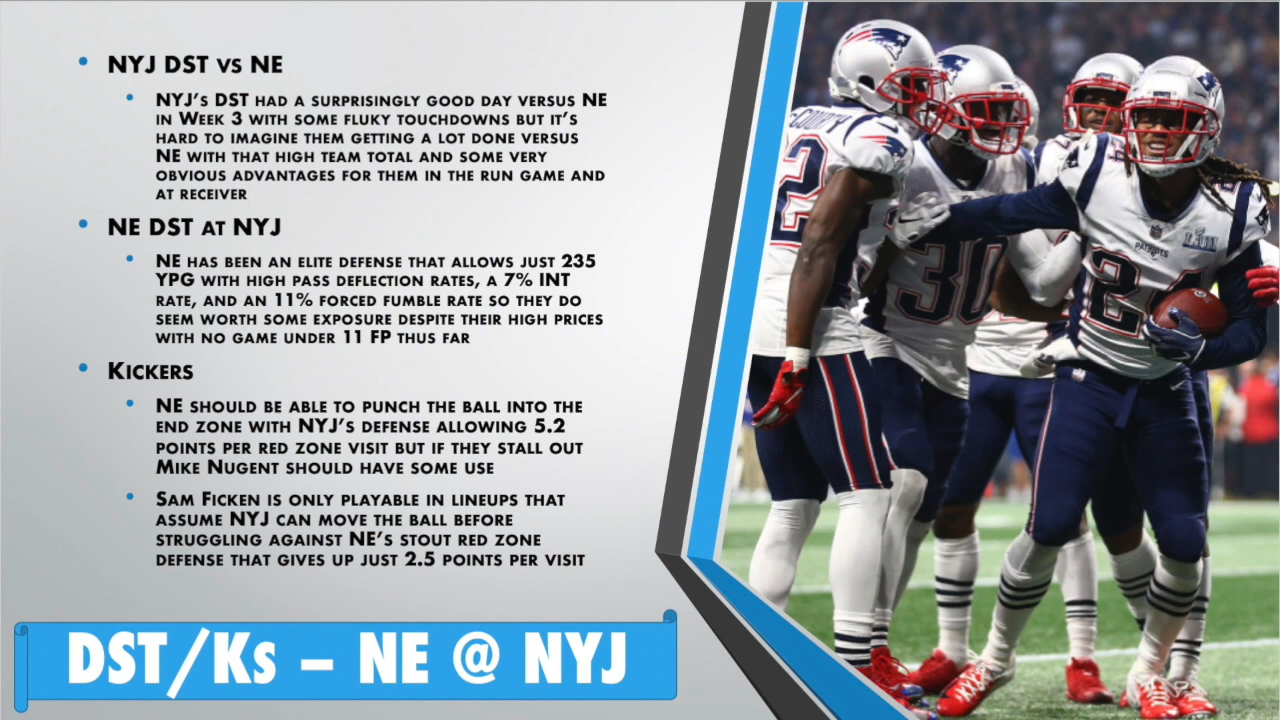 • NYJ DST vs NE
• NYJ's DST had a surprisingly good day versus NE
in Week 3 with some fluky touchdowns but it's
hard to imagine them getting a lot done versus
NE with that high team total and some very
obvious advantages for them in the run game and
at receiver
• NE DST at NYJ
• NE has been an elite defense that allows just 235
YPG with high pass deflection rates, a 7% INT
rate, and an 11% forced fumble rate so they do
seem worth some exposure despite their high prices
with no game under 11 FP thus far
• Kickers
• NE should be able to punch the ball into the
end zone with NYJ's defense allowing 5.2
points per red zone visit but if they stall out
Mike Nugent should have some use
• Sam Ficken is only playable in lineups that
assume NYJ can move the ball before
struggling against NE's stout red zone
defense that gives up just 2.5 points per visit
DST/Ks – NE @ NYJ
30
24
PATRIOTS
LIII